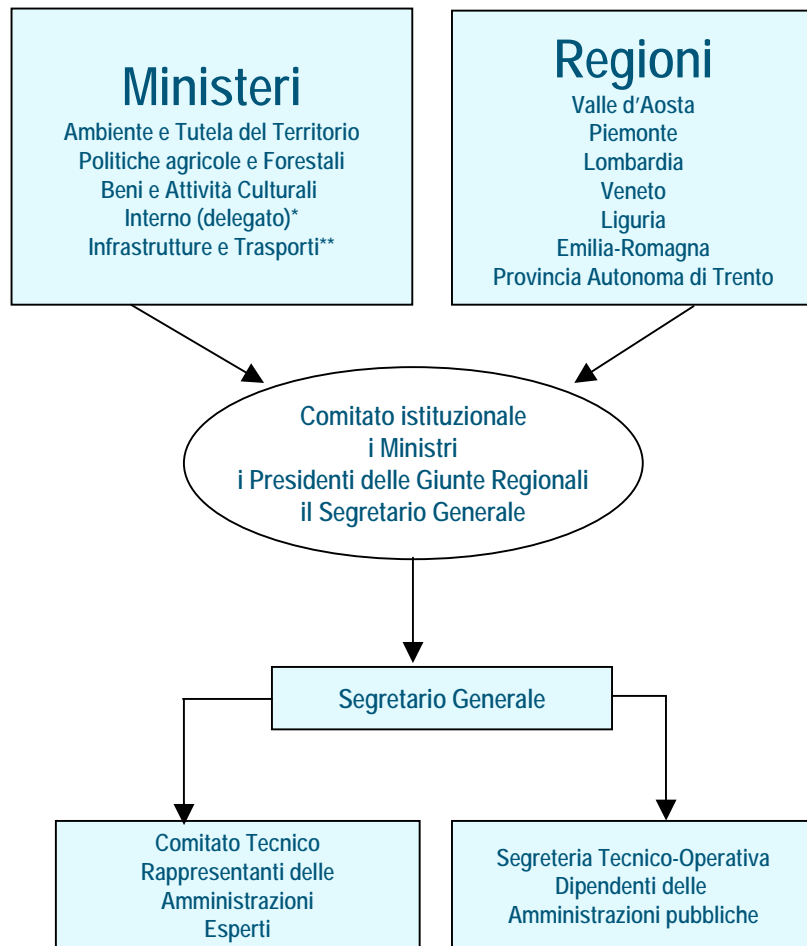 Ministeri
Ambiente e Tutela del Territorio
Politiche agricole e Forestali
Beni e Attività Culturali
Interno (delegato)*
Infrastrutture e Trasporti**
Regioni
Valle d'Aosta
Piemonte
Lombardia
Veneto
Liguria
Emilia-Romagna
Provincia Autonoma di Trento
Comitato istituzionale
i Ministri
i Presidenti delle Giunte Regionali
il Segretario Generale
Segretario Generale
Comitato Tecnico
Rappresentanti delle
Amministrazioni
Esperti
Segreteria Tecnico-Operativa
Dipendenti delle
Amministrazioni pubbliche